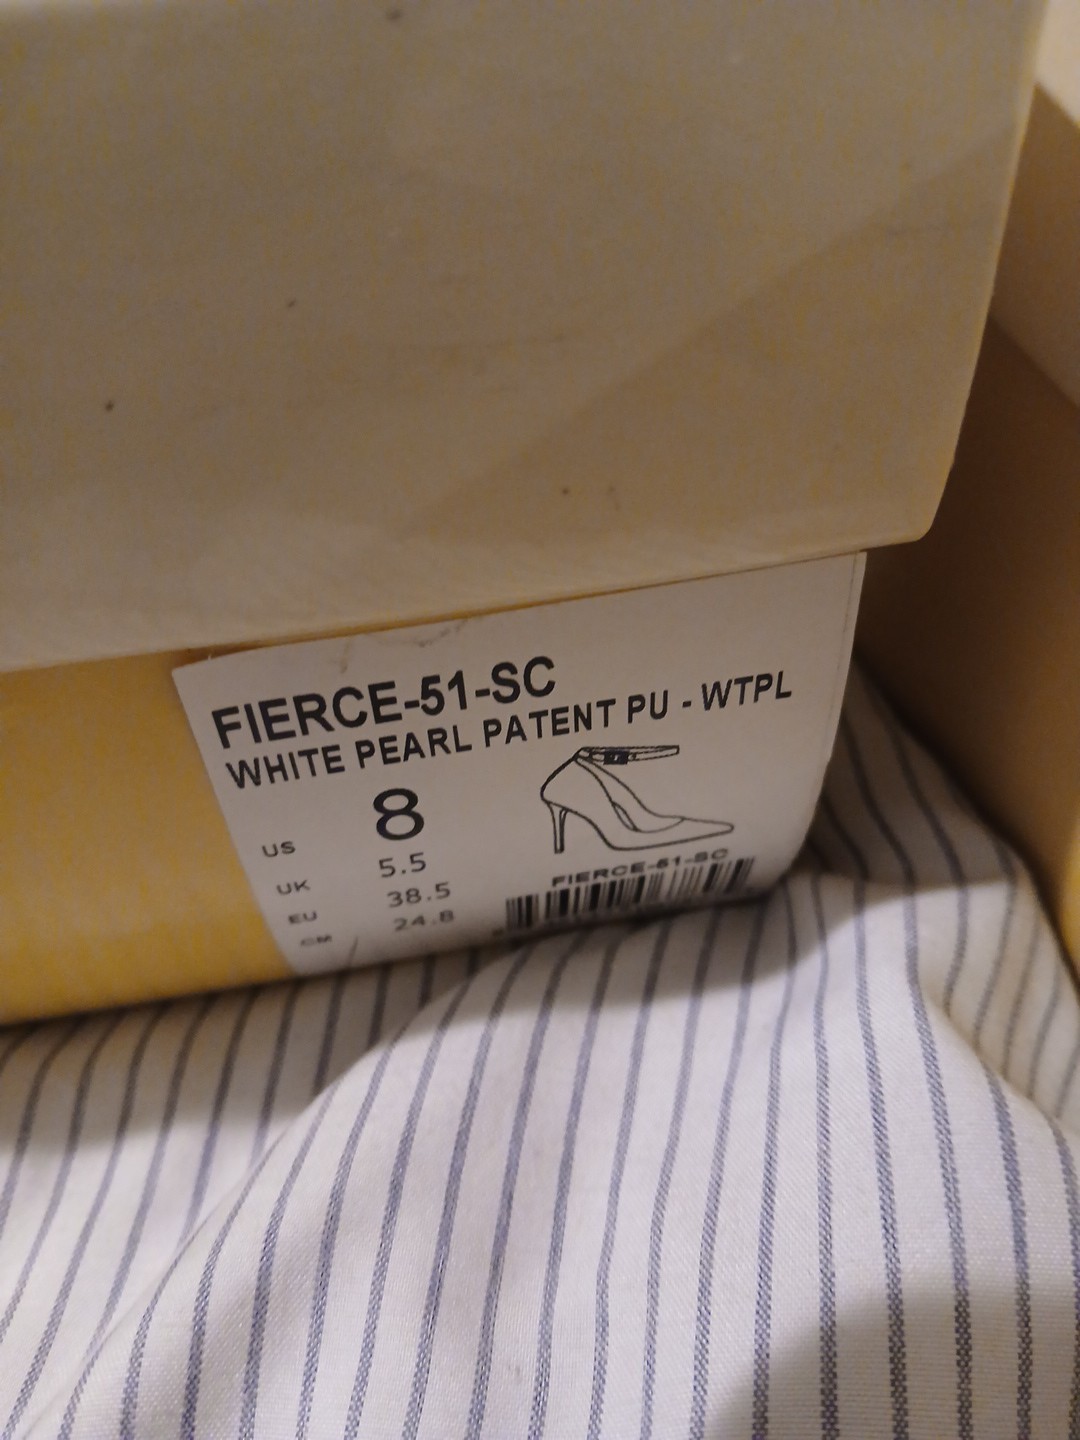 FIERCE-51-SC
WHITE PEARL PATENT PU - WTPL
US 8
UK 5.5
EU 38.5
CM 24.8
FIERCE-51-SC